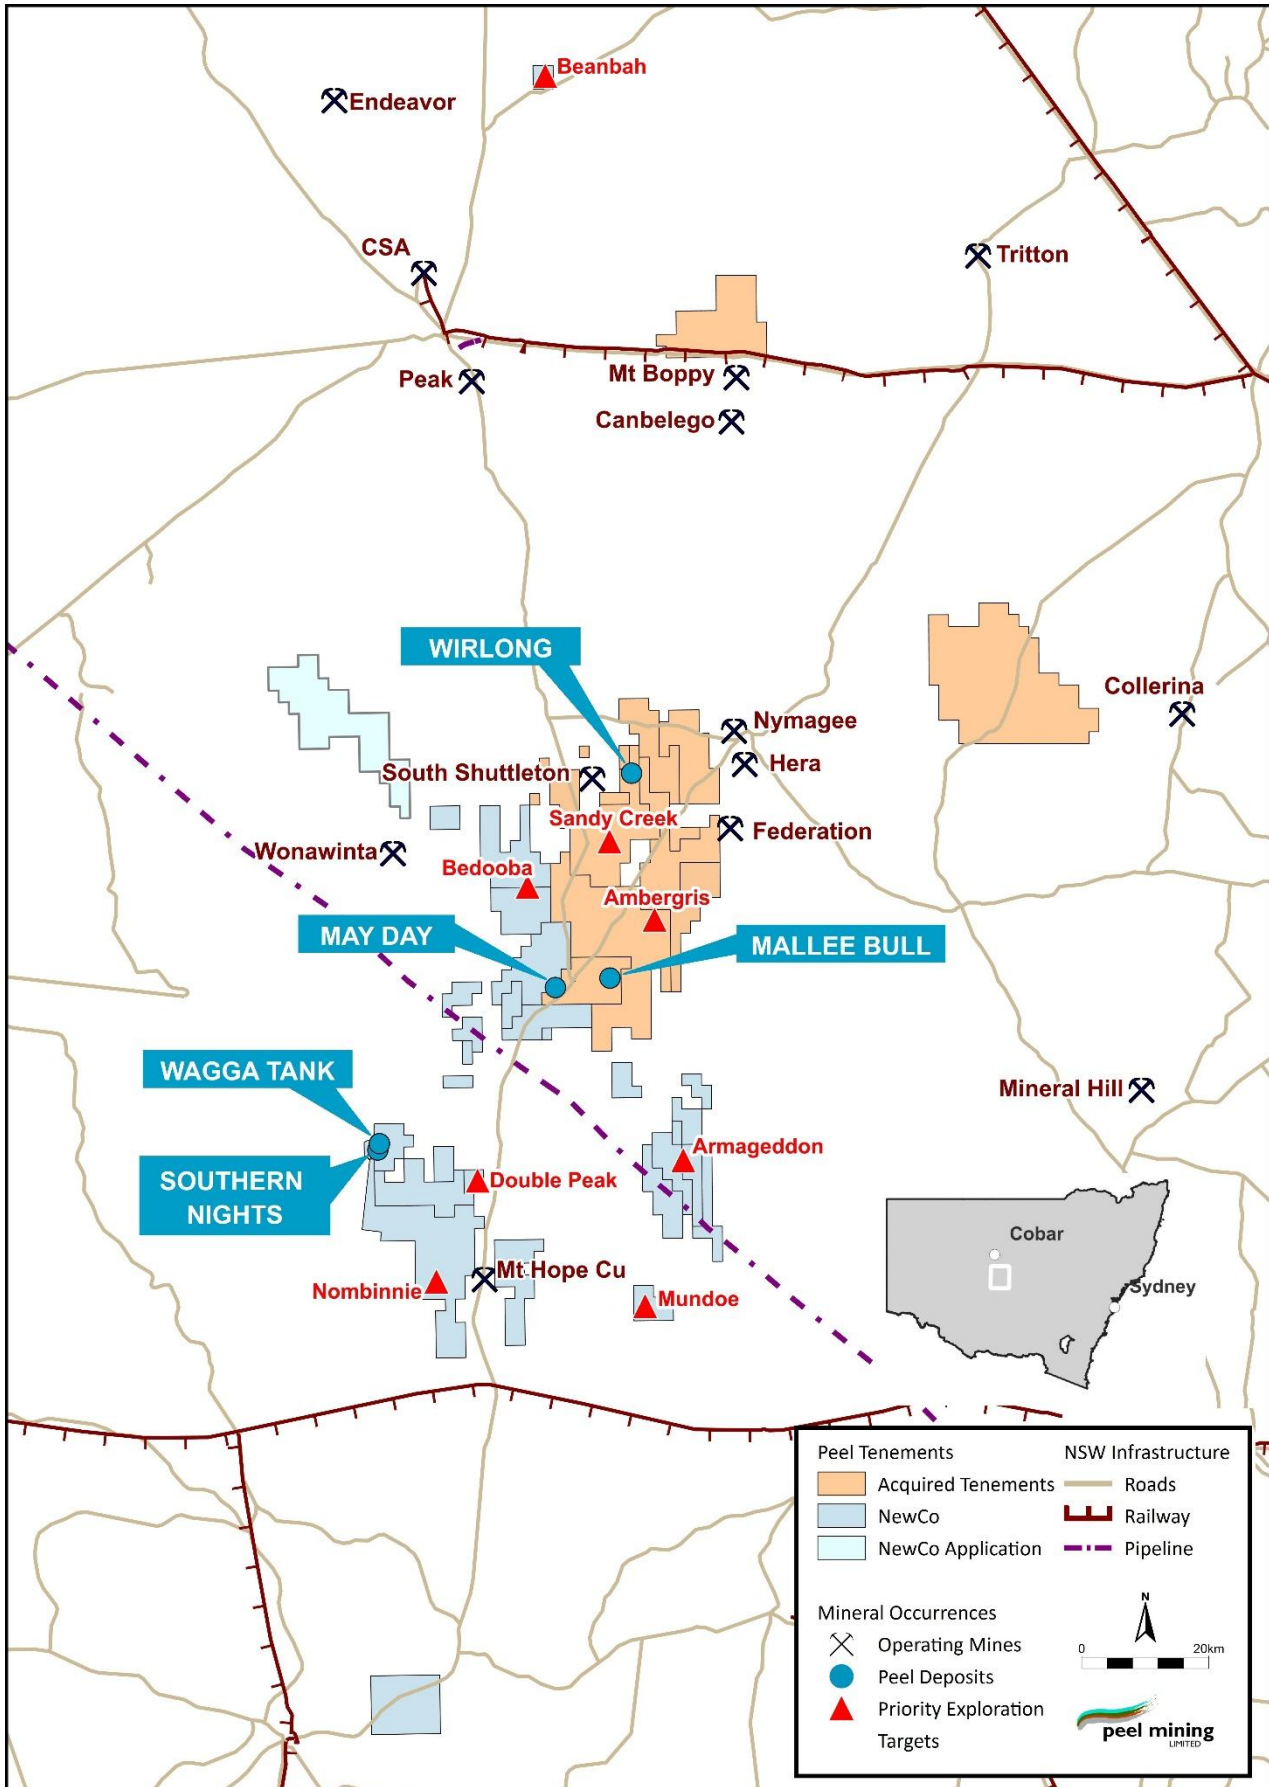 Beanbah
Endeavor
CSA
Tritton
Peak
Mt Boppy
Canbelego
WIRLONG
Collerina
Nymagee
South Shuttleton
Hera
Sandy Creek
Federation
Wonawinta
Bedooba
Ambergris
MAY DAY
MALLEE BULL
WAGGA TANK
Mineral Hill
Armageddon
SOUTHERN
NIGHTS
Double Peak
Cobar
Mt Hope Cu
Nombinnie
Mundoe
Sydney
Peel Tenements
Acquired Tenements
NewCo
NewCo Application
NSW Infrastructure
Roads
Railway
Pipeline
Mineral Occurrences
Operating Mines
Peel Deposits
Priority Exploration
Targets
N
0 20km
peel mining
LIMITED